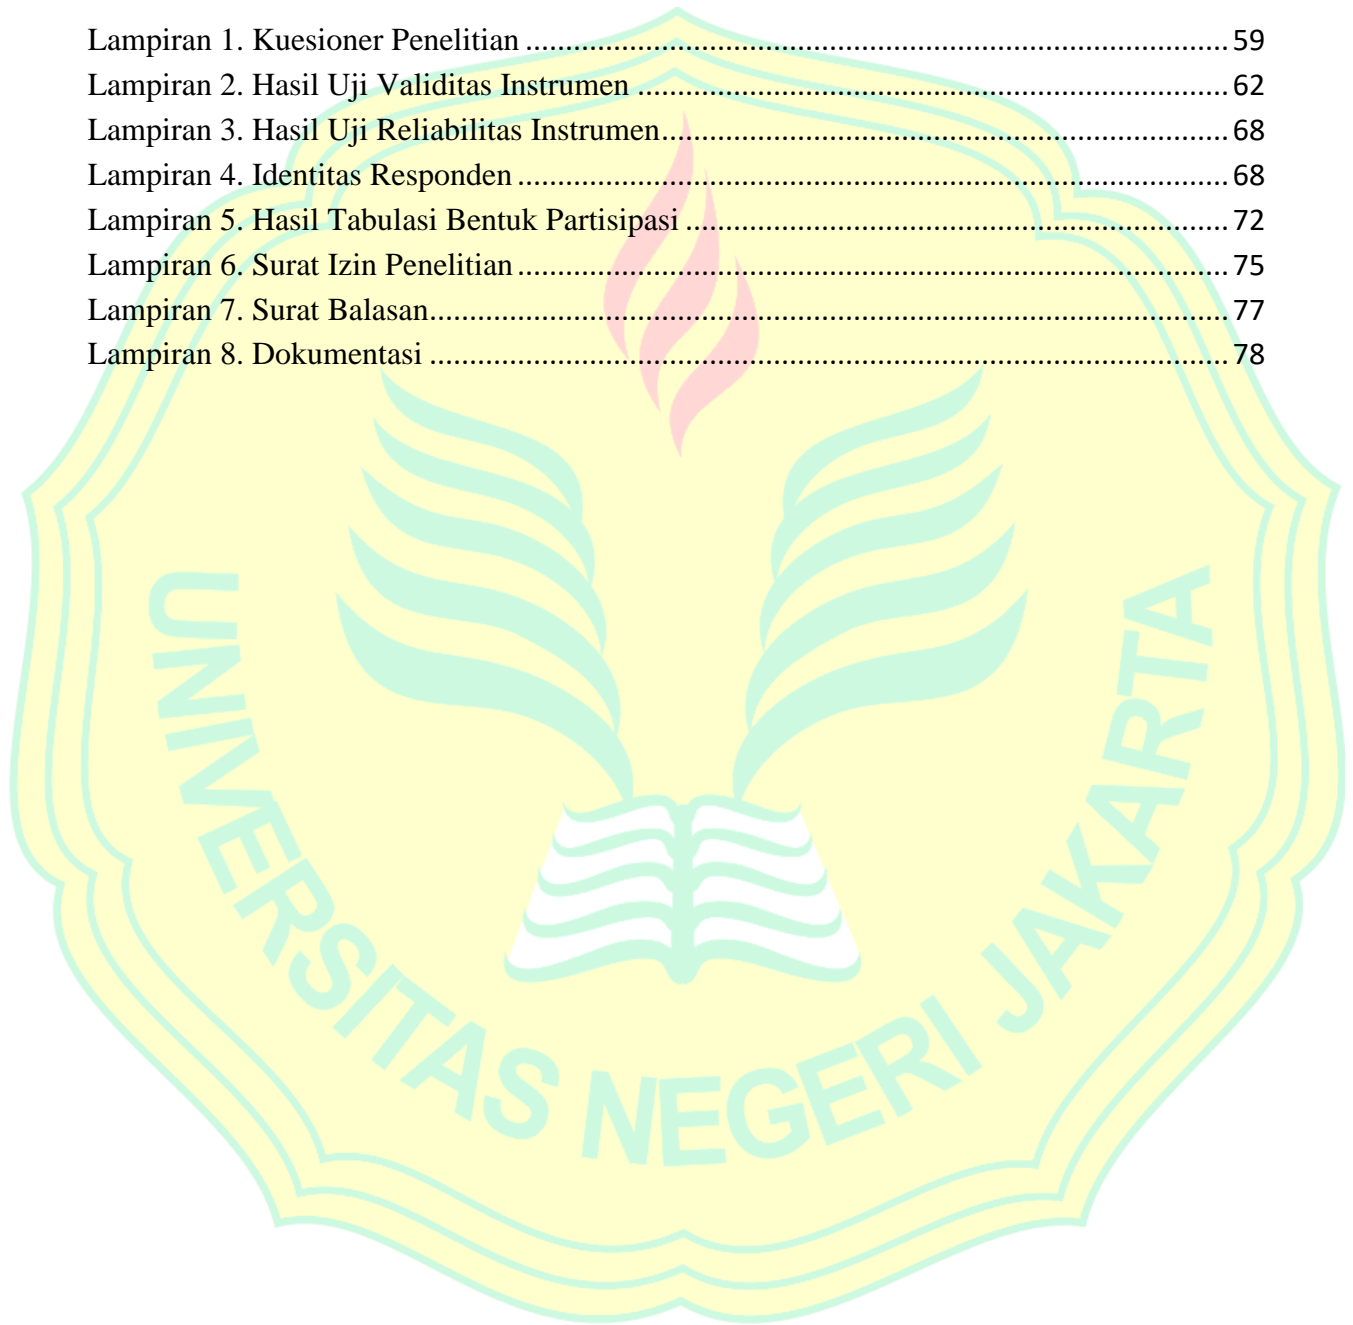 Lampiran 1. Kuesioner Penelitian ........................................................................................ 59
Lampiran 2. Hasil Uji Validitas Instrumen .......................................................................... 62
Lampiran 3. Hasil Uji Reliabilitas Instrumen....................................................................... 68
Lampiran 4. Identitas Responden ......................................................................................... 68
Lampiran 5. Hasil Tabulasi Bentuk Partisipasi .................................................................... 72
Lampiran 6. Surat Izin Penelitian ......................................................................................... 75
Lampiran 7. Surat Balasan.................................................................................................... 77
Lampiran 8. Dokumentasi .................................................................................................... 78
UNIVERSITAS NEGERI JAKARTA